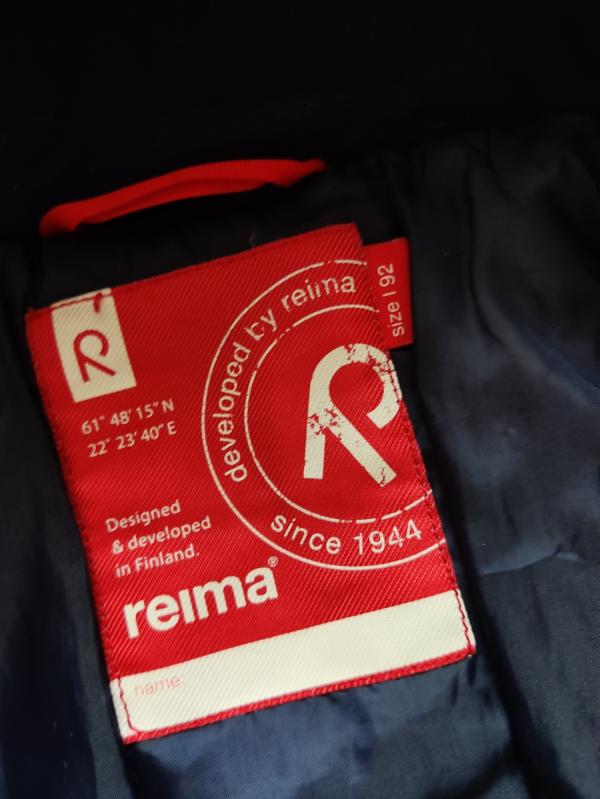 developed by reima
since 1944
size | 92
61° 48' 15" N
22° 23' 40" E
Designed
& developed
in Finland.
reima®
name: